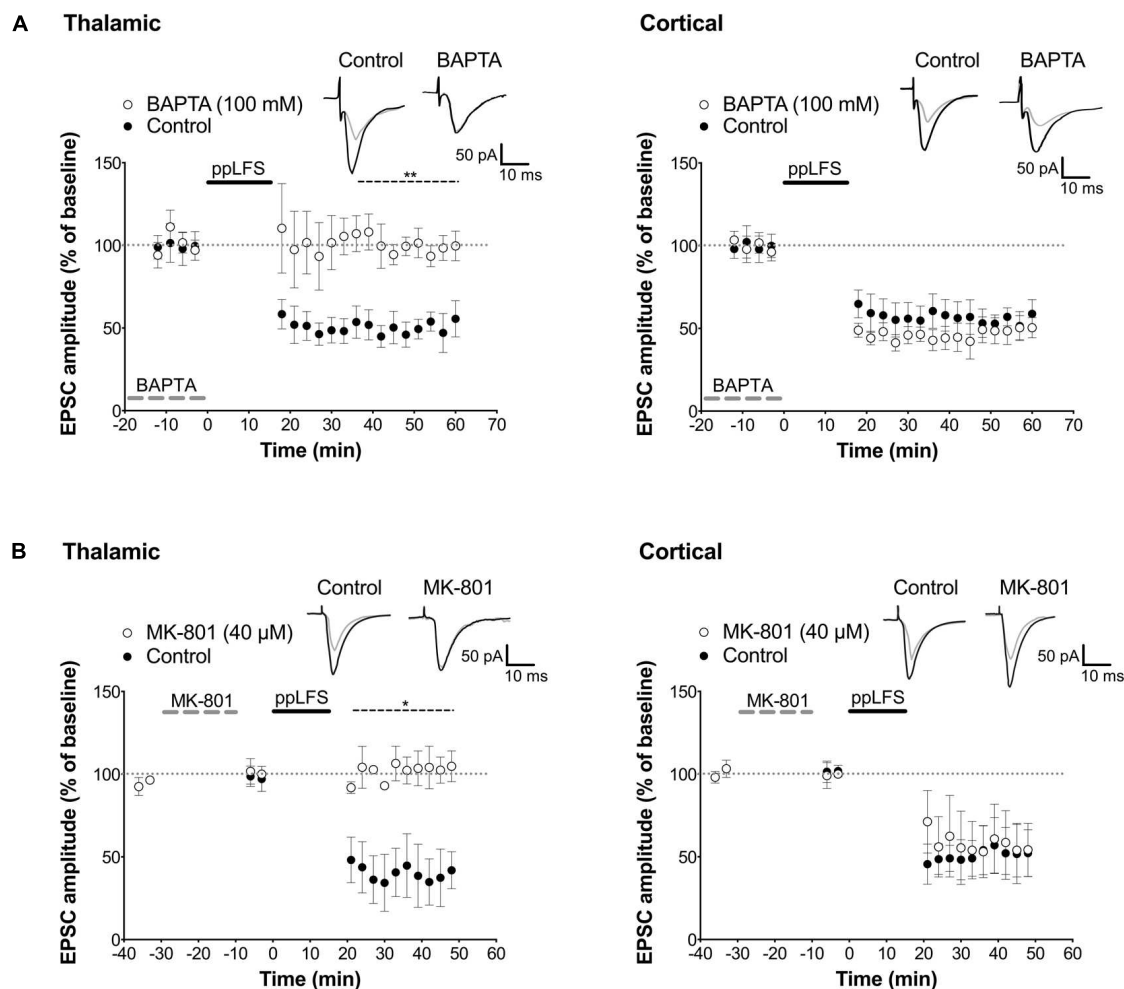 A Thalamic
Control BAPTA
BAPTA (100 mM)
Control
50 pA
10 ms
ppLFS
**
EPSC amplitude (% of baseline)
150
100
50
0
BAPTA
-20 -10 0 10 20 30 40 50 60 70
Time (min)
Cortical
Control BAPTA
BAPTA (100 mM)
Control
50 pA
10 ms
ppLFS
EPSC amplitude (% of baseline)
150
100
50
0
BAPTA
-20 -10 0 10 20 30 40 50 60 70
Time (min)
B Thalamic
Control MK-801
MK-801 (40 µM)
Control
50 pA
10 ms
MK-801 ppLFS
*
EPSC amplitude (% of baseline)
150
100
50
0
-40 -30 -20 -10 0 10 20 30 40 50 60
Time (min)
Cortical
Control MK-801
MK-801 (40 µM)
Control
50 pA
10 ms
MK-801 ppLFS
EPSC amplitude (% of baseline)
150
100
50
0
-40 -30 -20 -10 0 10 20 30 40 50 60
Time (min)